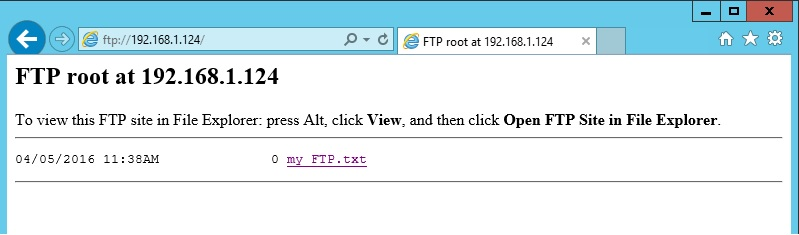 ftp://192.168.1.124/
FTP root at 192.168.1.124
FTP root at 192.168.1.124
To view this FTP site in File Explorer: press Alt, click View, and then click Open FTP Site in File Explorer.
04/05/2016 11:38AM 0 my FTP.txt